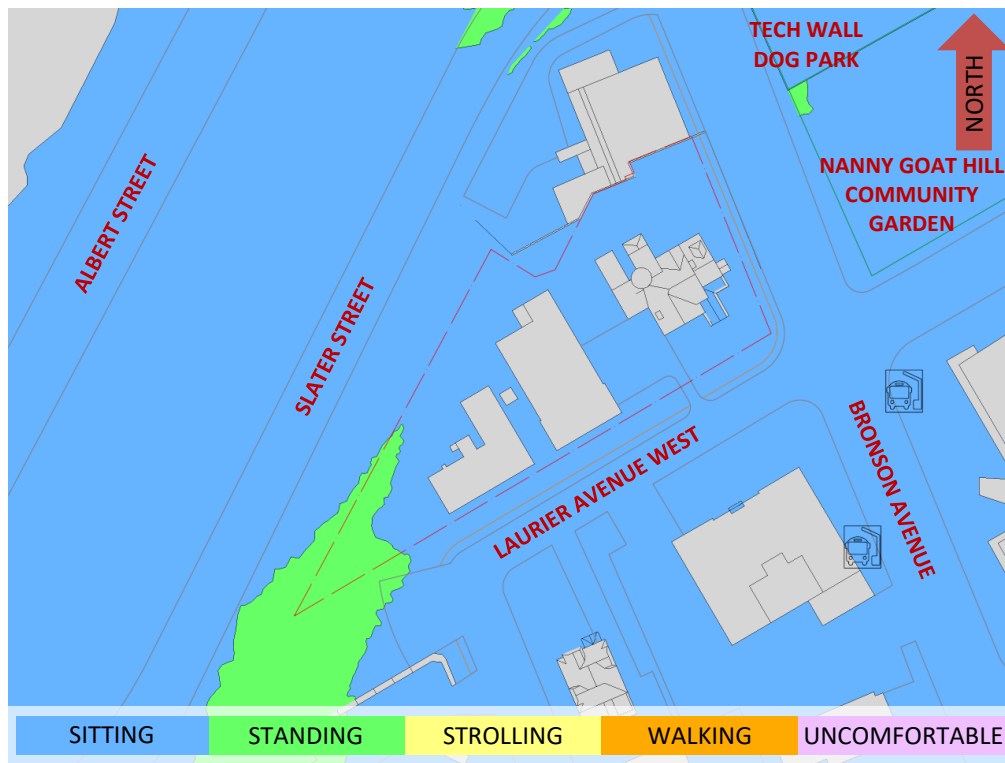 TECH WALL
DOG PARK
NORTH
NANNY GOAT HILL
COMMUNITY
GARDEN
ALBERT STREET
SLATER STREET
LAURIER AVENUE WEST
BRONSON AVENUE
SITTING
STANDING
STROLLING
WALKING
UNCOMFORTABLE